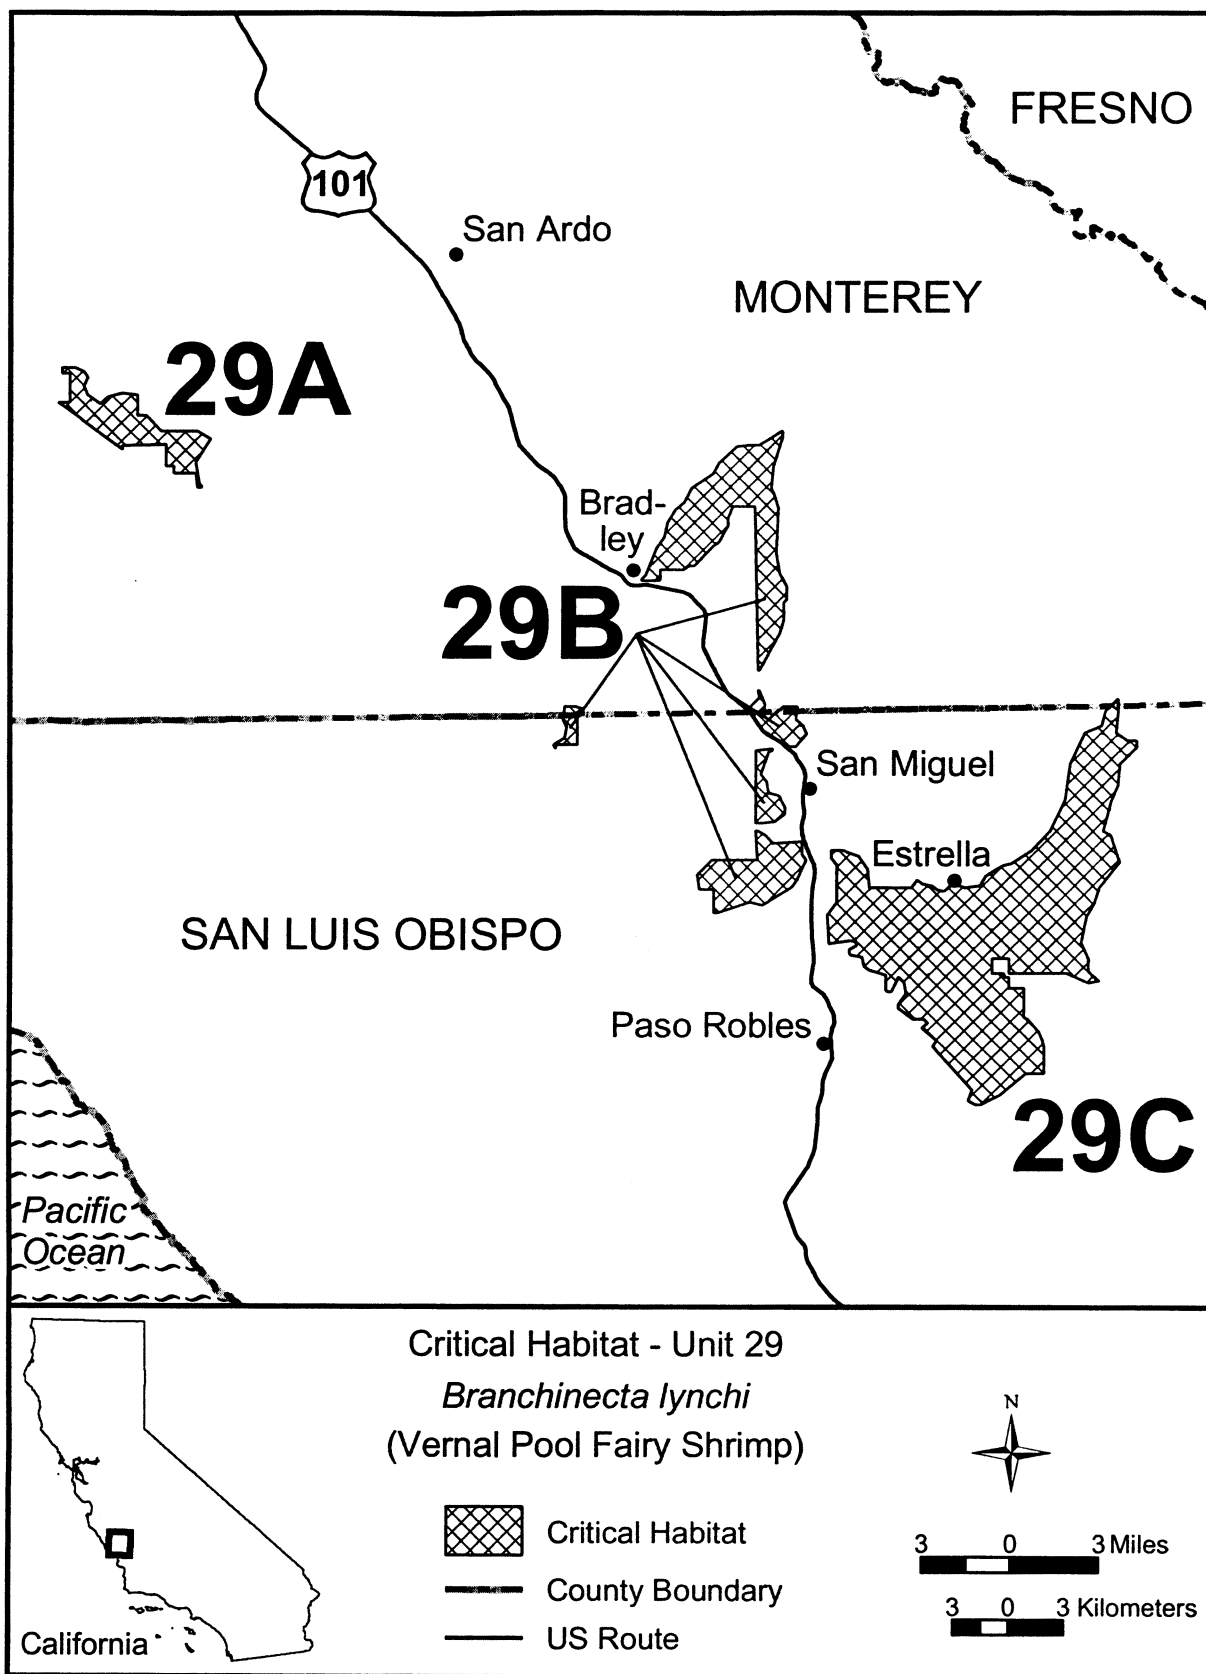 FRESNO
101
San Ardo
MONTEREY
29A
Brad-
ley
29B
San Miguel
Estrella
SAN LUIS OBISPO
Paso Robles
29C
Pacific
Ocean
Critical Habitat - Unit 29
Branchinecta lynchi
(Vernal Pool Fairy Shrimp)
N
Critical Habitat
3 0 3 Miles
County Boundary
3 0 3 Kilometers
US Route
California